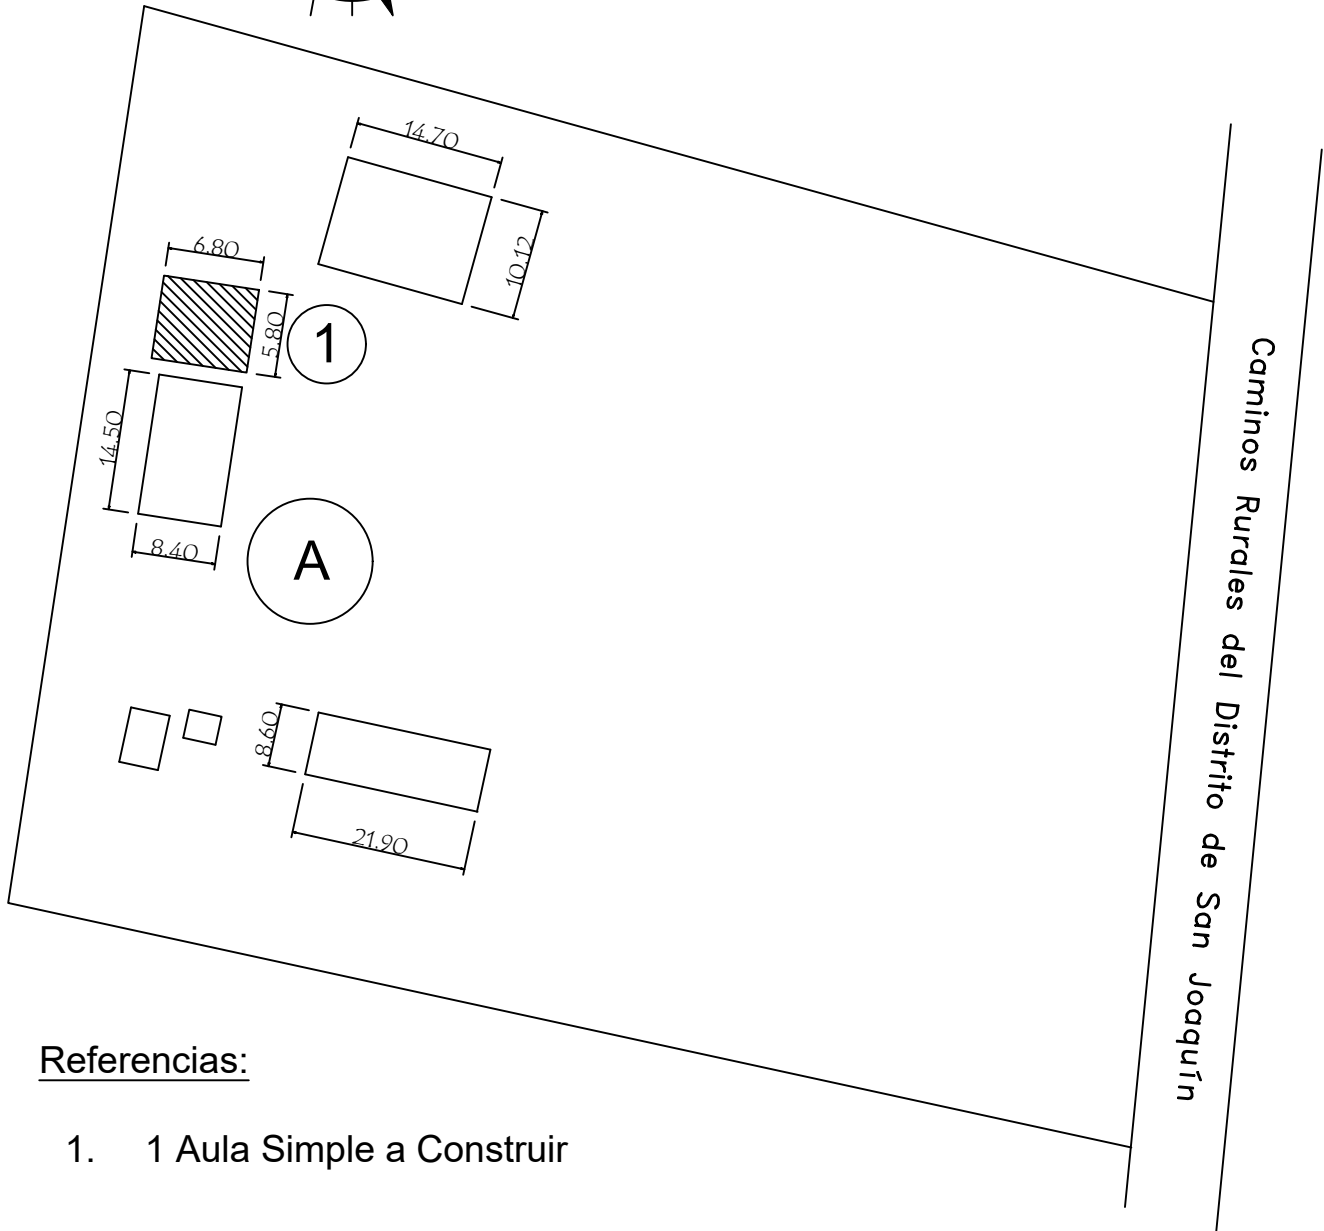 14.70
10.12
6.80
5.80
1
14.50
8.40
A
8.60
21.90
Caminos Rurales del Distrito de San Joaquín
Referencias:
1. 1 Aula Simple a Construir